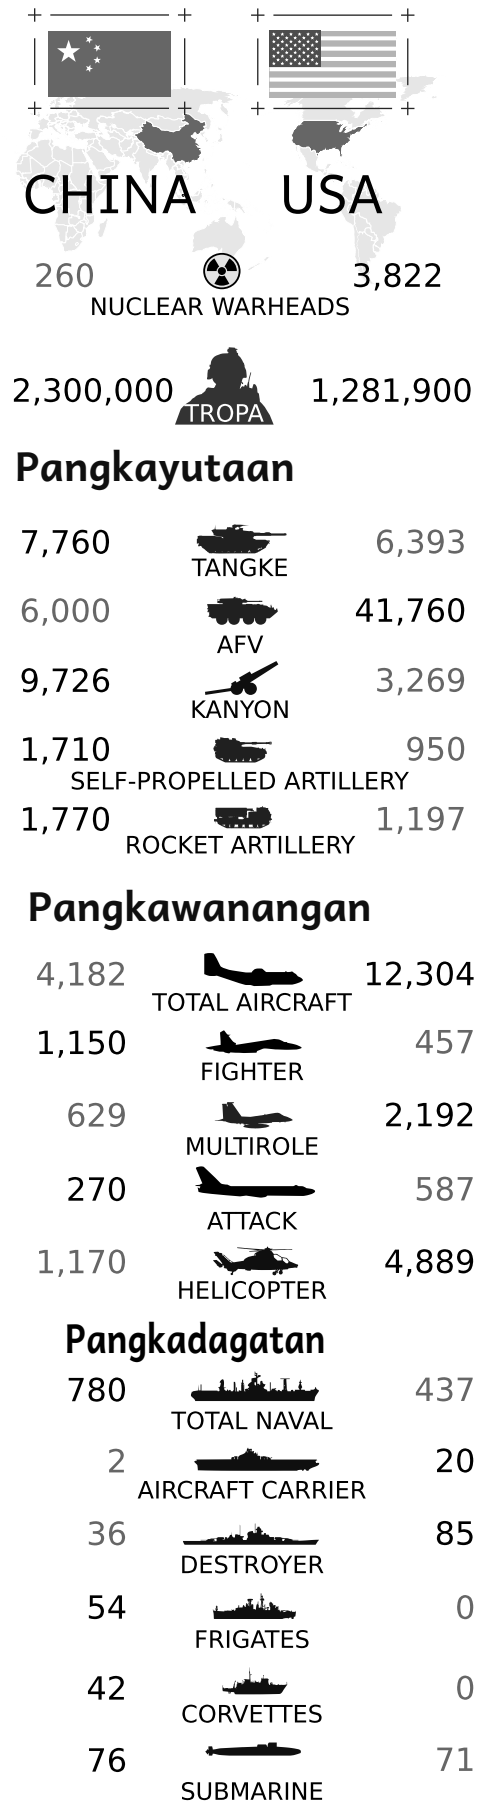 CHINA USA
260 3,822
NUCLEAR WARHEADS
2,300,000 TROPA 1,281,900
Pangkayutaan
7,760 6,393
TANGKE
6,000 41,760
AFV
9,726 3,269
KANYON
1,710 950
SELF-PROPELLED ARTILLERY
1,770 1,197
ROCKET ARTILLERY
Pangkawanangan
4,182 12,304
TOTAL AIRCRAFT
1,150 457
FIGHTER
629 2,192
MULTIROLE
270 587
ATTACK
1,170 4,889
HELICOPTER
Pangkadagatan
780 437
TOTAL NAVAL
2 20
AIRCRAFT CARRIER
36 85
DESTROYER
54 0
FRIGATES
42 0
CORVETTES
76 71
SUBMARINE